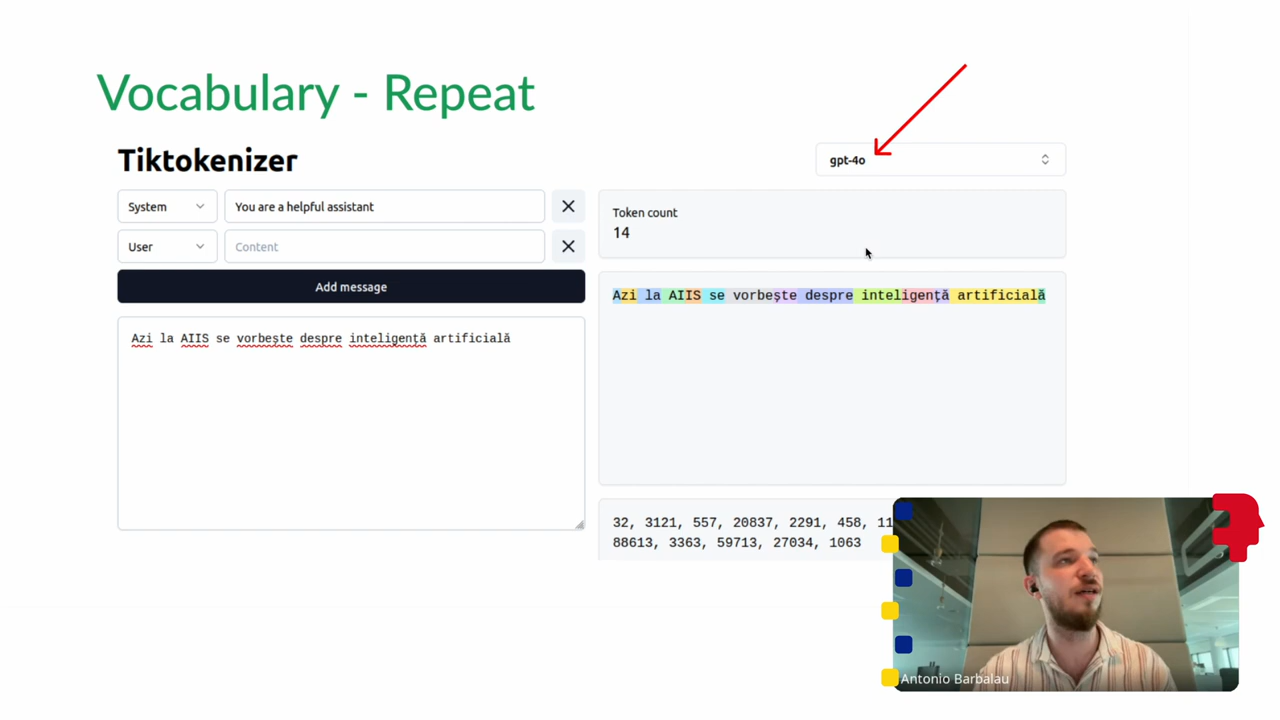 Vocabulary - Repeat
Tiktokenizer
gpt-4o
System
You are a helpful assistant
User
Content
Add message
Azi la AIIS se vorbește despre inteligență artificială
Token count
14
Azi la AIIS se vorbește despre inteligență artificială
32, 3121, 557, 20837, 2291, 458, 11
88613, 3363, 59713, 27034, 1063
Antonio Barbalau